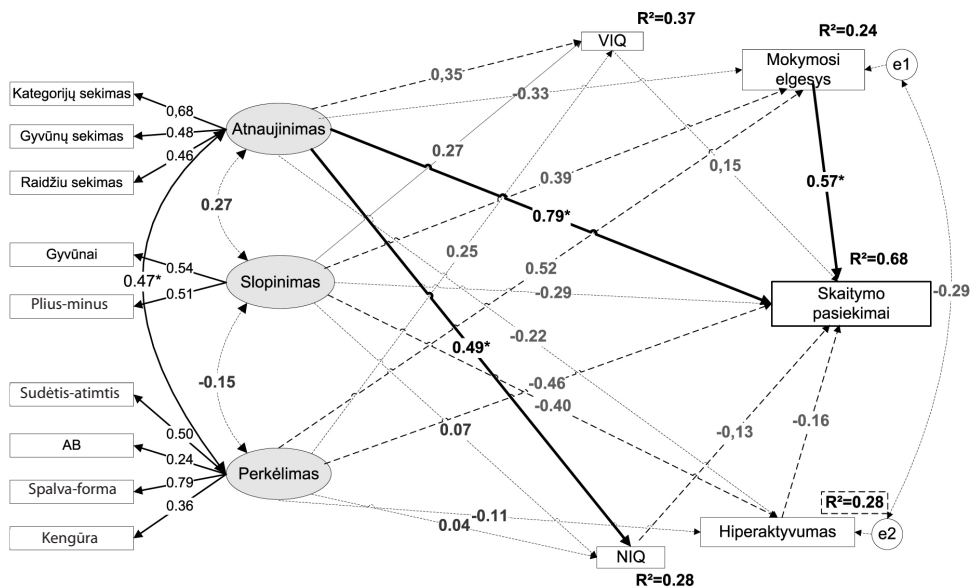 R²=0.37
VIQ
R²=0.24
Mokymosi
elgesys
e1
Kategorijų sekimas
0,68
Gyvūnų sekimas
0.48
Raidžiu sekimas
0.46
Atnaujinimas
0,35
-0.33
0.27
0.27
0.39
0,15
0.57*
0.79*
Gyvūnai
0.54
Plius-minus
0.51
0.47*
Slopinimas
0.25
0.52
-0.29
R²=0.68
Skaitymo
pasiekimai
-0.29
-0.22
0.49*
-0.15
-0.46
-0.40
0.07
-0,13
-0.16
Sudėtis-atimtis
0.50
AB
0.24
Spalva-forma
0.79
Kengūra
0.36
Perkėlimas
-0.11
0.04
R²=0.28
Hiperaktyvumas
e2
NIQ
R²=0.28